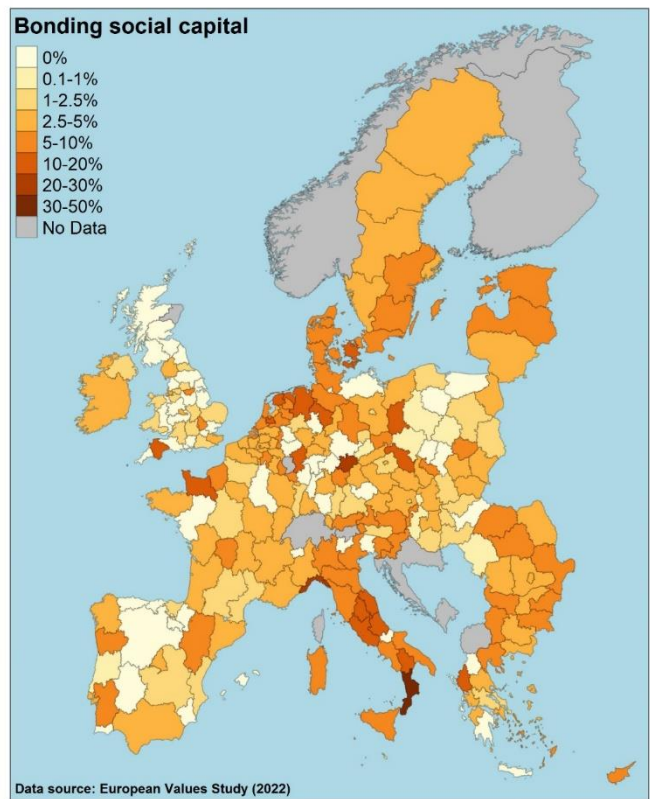 Bonding social capital
0%
0.1-1%
1-2.5%
2.5-5%
5-10%
10-20%
20-30%
30-50%
No Data
Data source: European Values Study (2022)